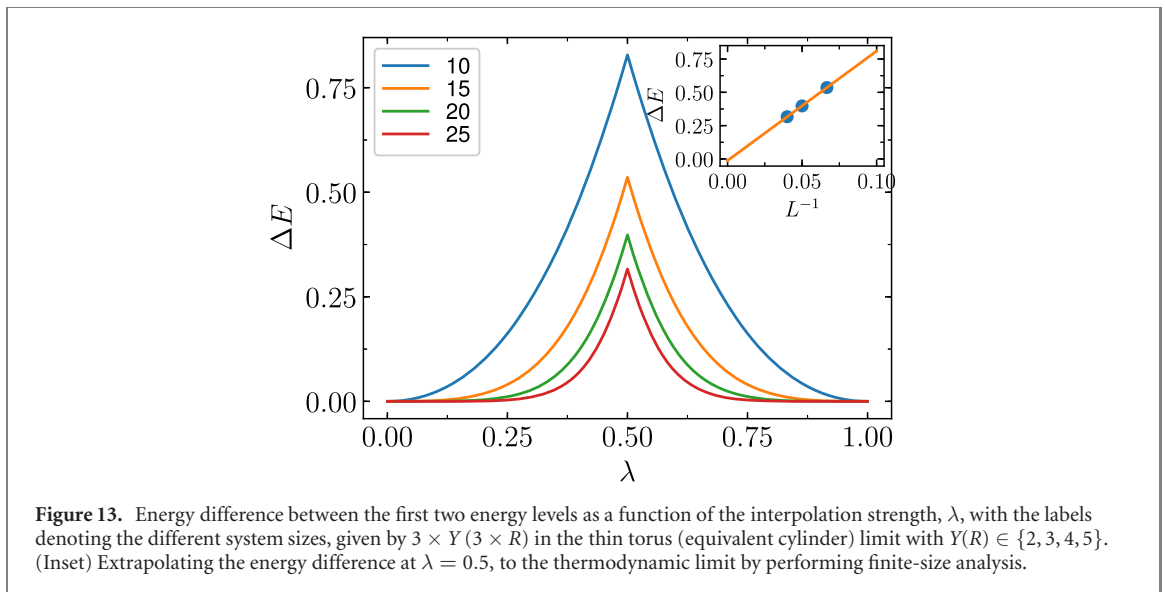 10
15
20
25
0.75
0.50
0.25
0.00
ΔE
0.00
0.25
0.50
0.75
1.00
λ
0.75
0.50
0.25
0.00
ΔE
0.00
0.05
0.10
L⁻¹
Figure 13. Energy difference between the first two energy levels as a function of the interpolation strength, λ, with the labels
denoting the different system sizes, given by 3 × Y (3 × R) in the thin torus (equivalent cylinder) limit with Y(R) ∈ {2, 3, 4, 5}.
(Inset) Extrapolating the energy difference at λ = 0.5, to the thermodynamic limit by performing finite-size analysis.